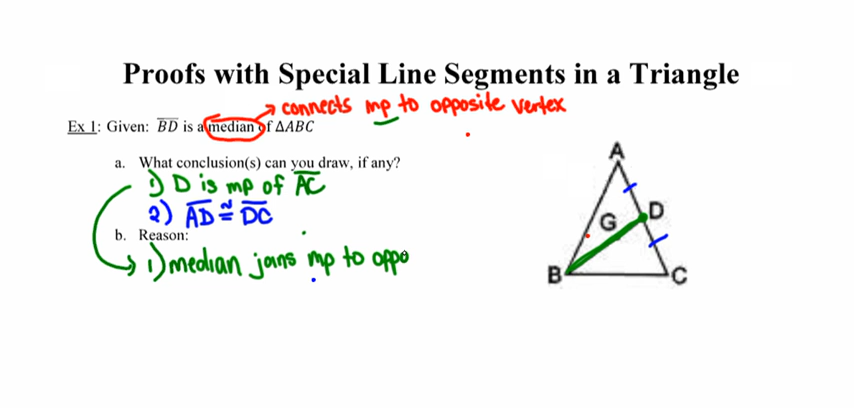 Proofs with Special Line Segments in a Triangle
connects mp to opposite vertex
Ex 1: Given: BD is a median of ΔABC
a. What conclusion(s) can you draw, if any?
1) D is mp of AC
2) AD ≅ DC
b. Reason:
1) median joins mp to oppo
A
G
D
B
C